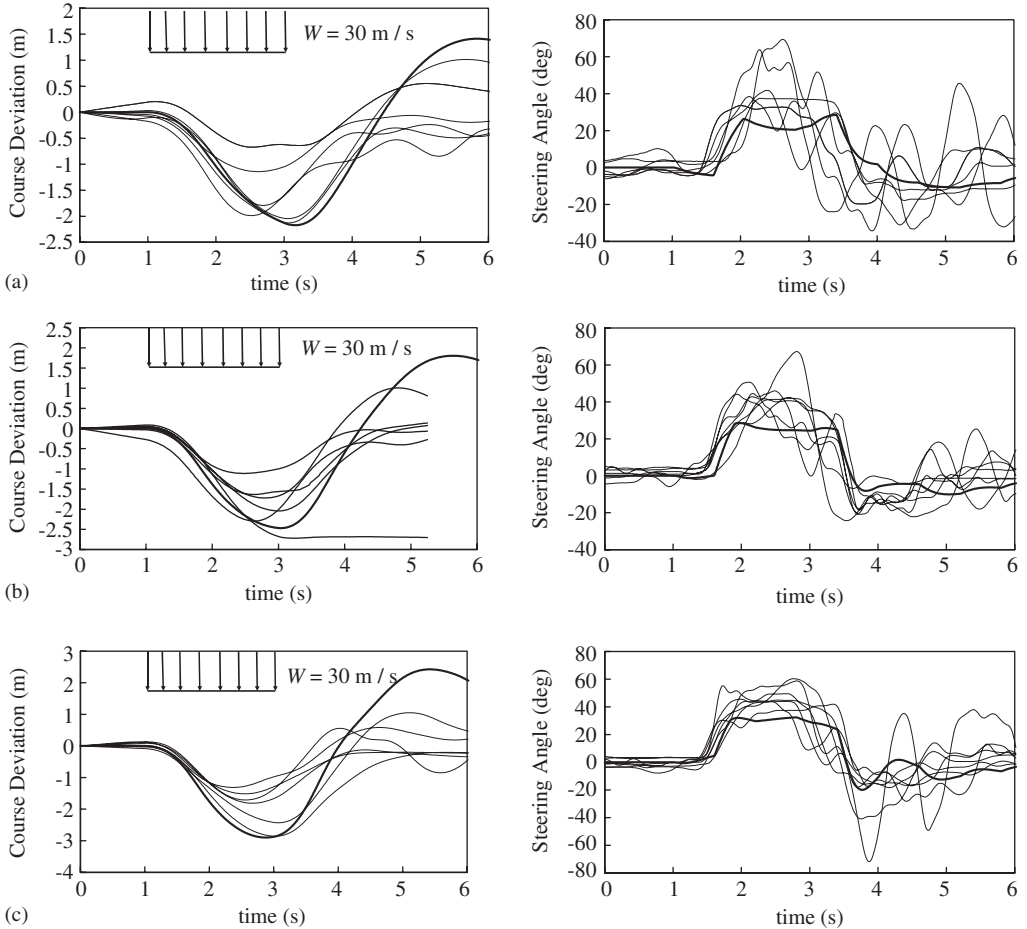 Course Deviation (m)
2
1.5
1
0.5
0
-0.5
-1
-1.5
-2
-2.5
W = 30 m / s
0 1 2 3 4 5 6
time (s)
(a)
Steering Angle (deg)
80
60
40
20
0
-20
-40
0 1 2 3 4 5 6
time (s)
Course Deviation (m)
2.5
2
1.5
1
0.5
0
-0.5
-1
-1.5
-2
-2.5
-3
W = 30 m / s
0 1 2 3 4 5 6
time (s)
(b)
Steering Angle (deg)
80
60
40
20
0
-20
-40
0 1 2 3 4 5 6
time (s)
Course Deviation (m)
3
2
1
0
-1
-2
-3
-4
W = 30 m / s
0 1 2 3 4 5 6
time (s)
(c)
Steering Angle (deg)
80
60
40
20
0
-20
-40
-60
-80
0 1 2 3 4 5 6
time (s)